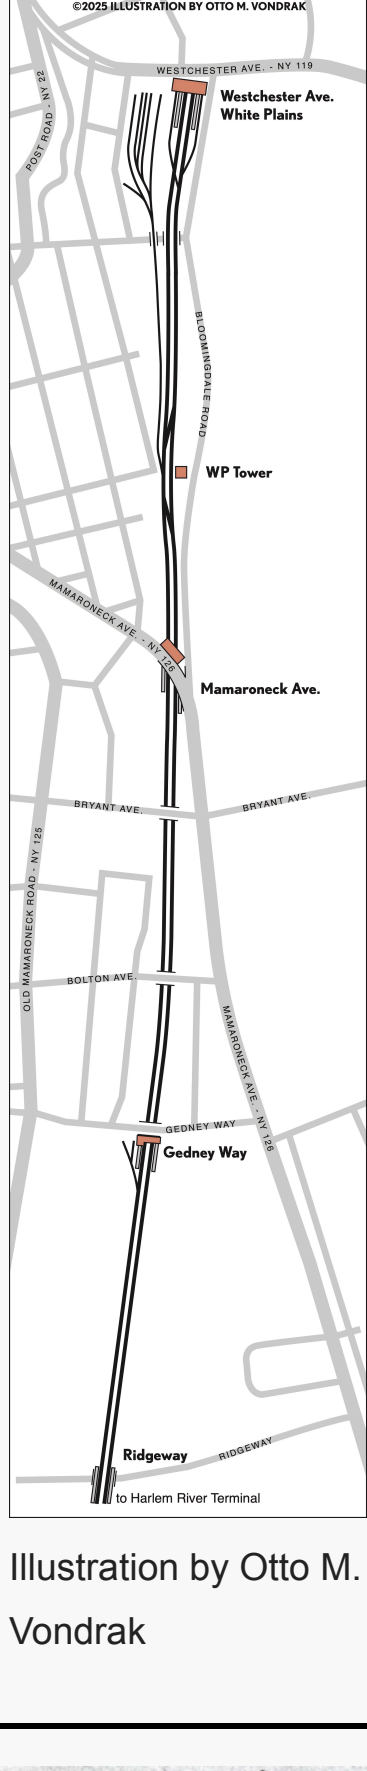 ©2025 ILLUSTRATION BY OTTO M. VONDRAK
WESTCHESTER AVE. - NY 119
POST ROAD - NY 22
Westchester Ave.
White Plains
BLOOMINGDALE ROAD
WP Tower
MAMARONECK AVE. - NY 126
Mamaroneck Ave.
BRYANT AVE.
BRYANT AVE.
OLD MAMARONECK ROAD - NY 125
BOLTON AVE.
MAMARONECK AVE. - NY 126
GEDNEY WAY
Gedney Way
Ridgeway
RIDGEWAY
to Harlem River Terminal
Illustration by Otto M.
Vondrak